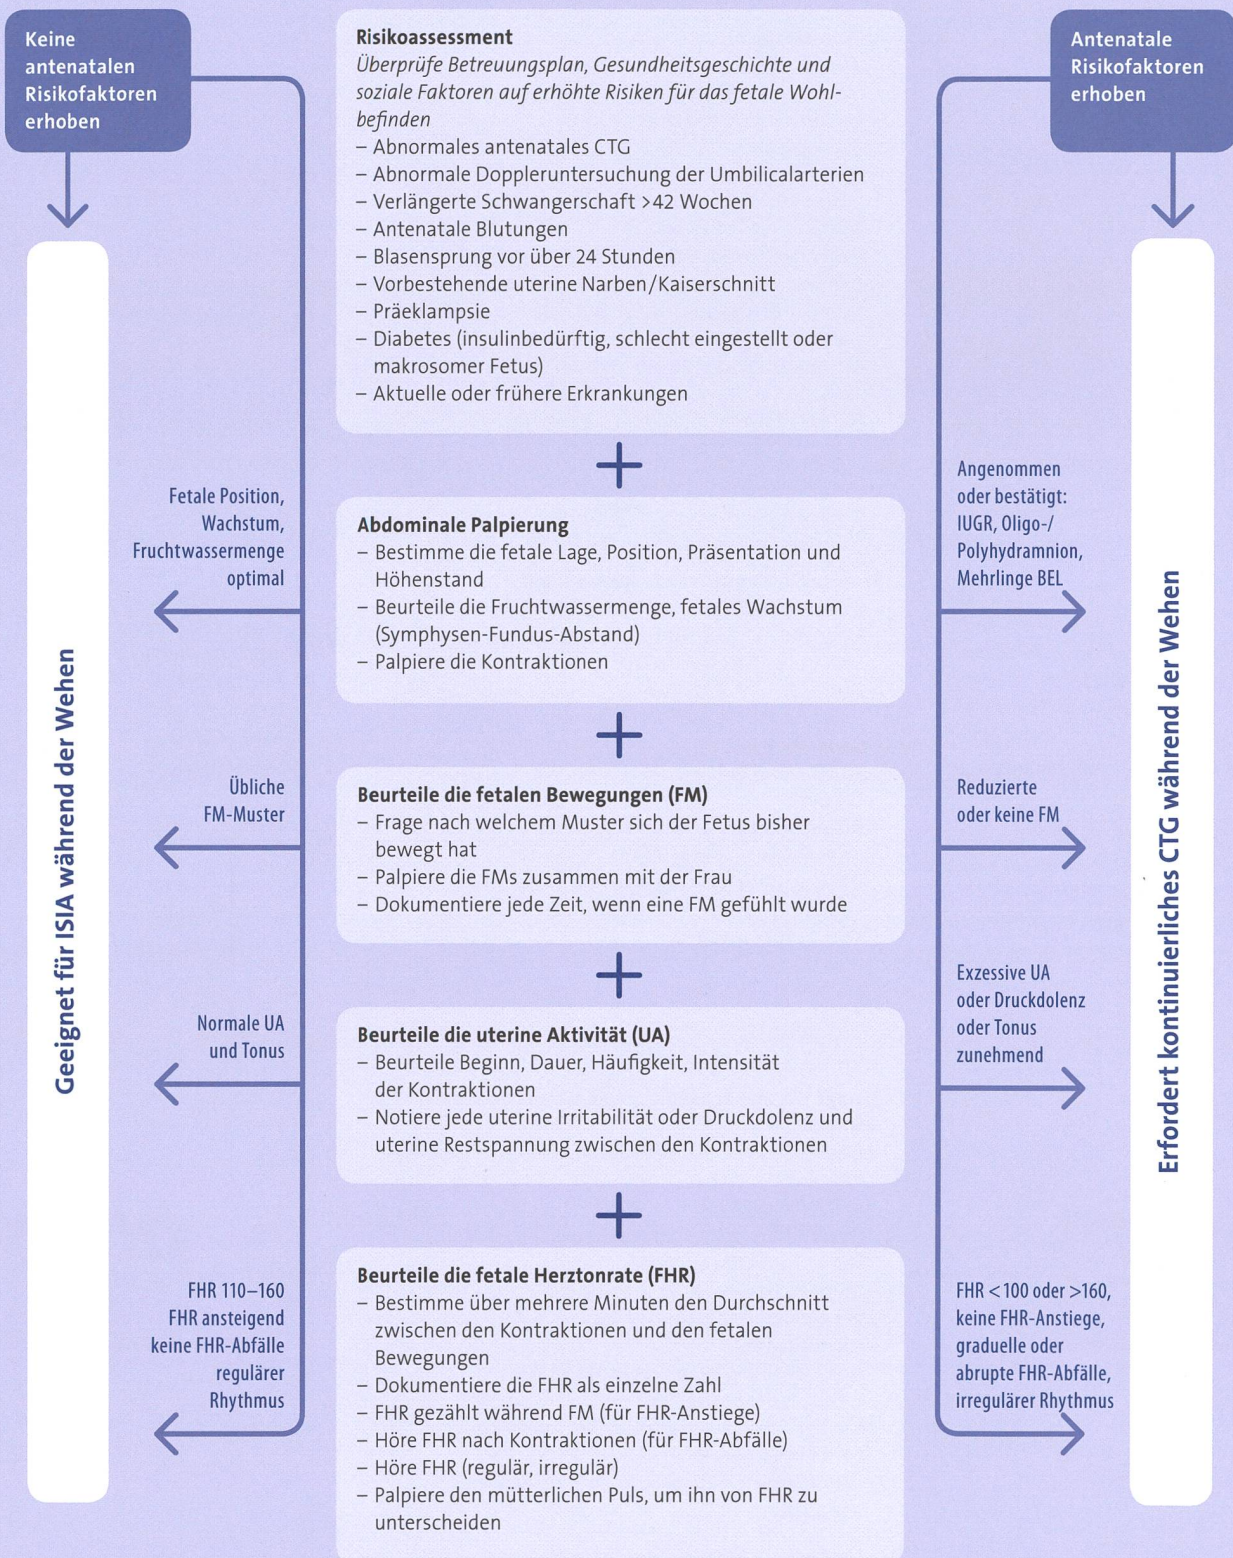 Keine
antenatalen
Risikofaktoren
erhoben
Risikoassessment
Überprüfe Betreuungsplan, Gesundheitsgeschichte und
soziale Faktoren auf erhöhte Risiken für das fetale Wohl-
befinden
– Abnormales antenatales CTG
– Abnormale Doppleruntersuchung der Umbilicalarterien
– Verlängerte Schwangerschaft >42 Wochen
– Antenatale Blutungen
– Blasensprung vor über 24 Stunden
– Vorbestehende uterine Narben/Kaiserschnitt
– Präeklampsie
– Diabetes (insulinbedürftig, schlecht eingestellt oder
makrosomer Fetus)
– Aktuelle oder frühere Erkrankungen
Antenatale
Risikofaktoren
erhoben
Geeignet für ISIA während der Wehen
Fetale Position,
Wachstum,
Fruchtwassermenge
optimal
+
Abdominale Palpierung
– Bestimme die fetale Lage, Position, Präsentation und
Höhenstand
– Beurteile die Fruchtwassermenge, fetales Wachstum
(Symphysen-Fundus-Abstand)
– Palpiere die Kontraktionen
Angenommen
oder bestätigt:
IUGR, Oligo-/
Polyhydramnion,
Mehrlinge BEL
Erfordert kontinuierliches CTG während der Wehen
+
Übliche
FM-Muster
Beurteile die fetalen Bewegungen (FM)
– Frage nach welchem Muster sich der Fetus bisher
bewegt hat
– Palpiere die FMs zusammen mit der Frau
– Dokumentiere jede Zeit, wenn eine FM gefühlt wurde
Reduzierte
oder keine FM
+
Normale UA
und Tonus
Beurteile die uterine Aktivität (UA)
– Beurteile Beginn, Dauer, Häufigkeit, Intensität
der Kontraktionen
– Notiere jede uterine Irritabilität oder Druckdolenz und
uterine Restspannung zwischen den Kontraktionen
Exzessive UA
oder Druckdolenz
oder Tonus
zunehmend
+
FHR 110–160
FHR ansteigend
keine FHR-Abfälle
regulärer
Rhythmus
Beurteile die fetale Herztonrate (FHR)
– Bestimme über mehrere Minuten den Durchschnitt
zwischen den Kontraktionen und den fetalen
Bewegungen
– Dokumentiere die FHR als einzelne Zahl
– FHR gezählt während FM (für FHR-Anstiege)
– Höre FHR nach Kontraktionen (für FHR-Abfälle)
– Höre FHR (regulär, irregulär)
– Palpiere den mütterlichen Puls, um ihn von FHR zu
unterscheiden
FHR <100 oder >160,
keine FHR-Anstiege,
graduelle oder
abrupte FHR-Abfälle,
irregulärer Rhythmus